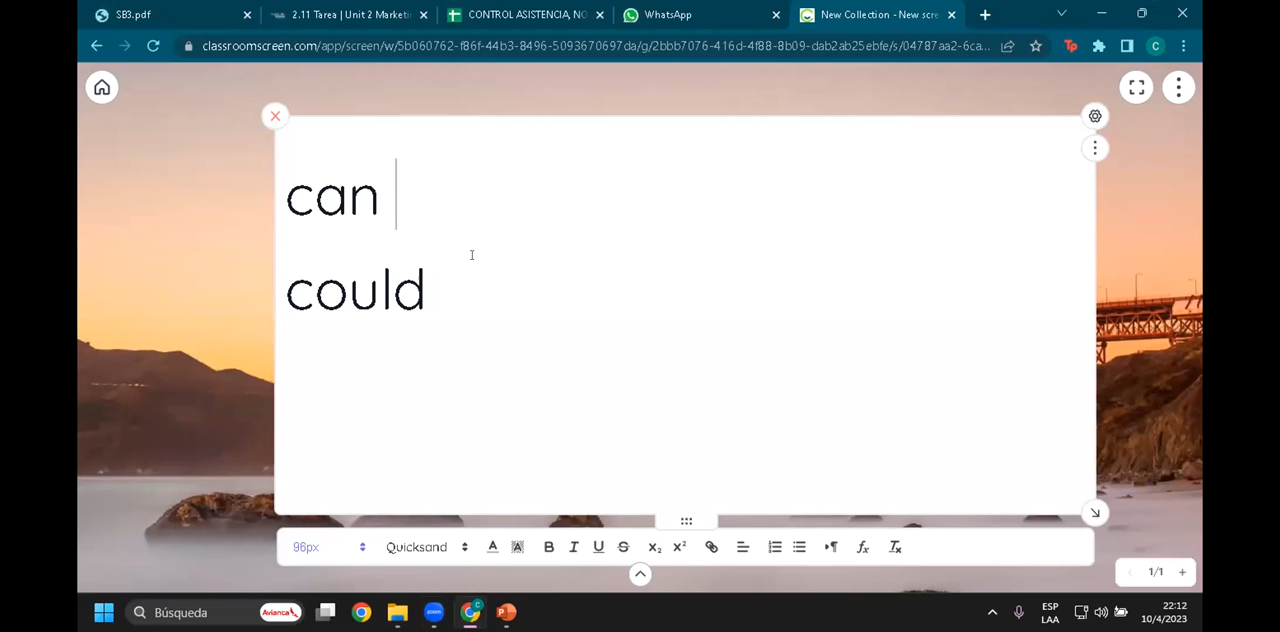 SB3.pdf
2.11 Tarea | Unit 2 Marketi
CONTROL ASISTENCIA, NO
WhatsApp
New Collection - New scre
classroomscreen.com/app/screen/w/5b060762-f86f-44b3-8496-5093670697da/g/2bbb7076-416d-4f88-8b09-dab2ab25ebfe/s/04787aa2-6ca...
Tp
C
can
could
96px
Quicksand
1/1
Búsqueda
Avianca
zoom
ESP
LAA
22:12
10/4/2023